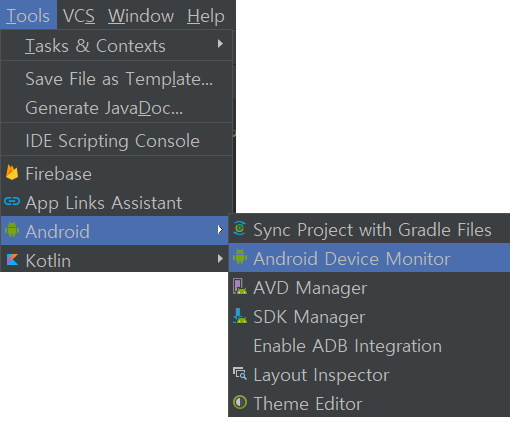 Tools VCS Window Help
Tasks & Contexts
Save File as Template...
Generate JavaDoc...
IDE Scripting Console
Firebase
App Links Assistant
Android
Kotlin
Sync Project with Gradle Files
Android Device Monitor
AVD Manager
SDK Manager
Enable ADB Integration
Layout Inspector
Theme Editor